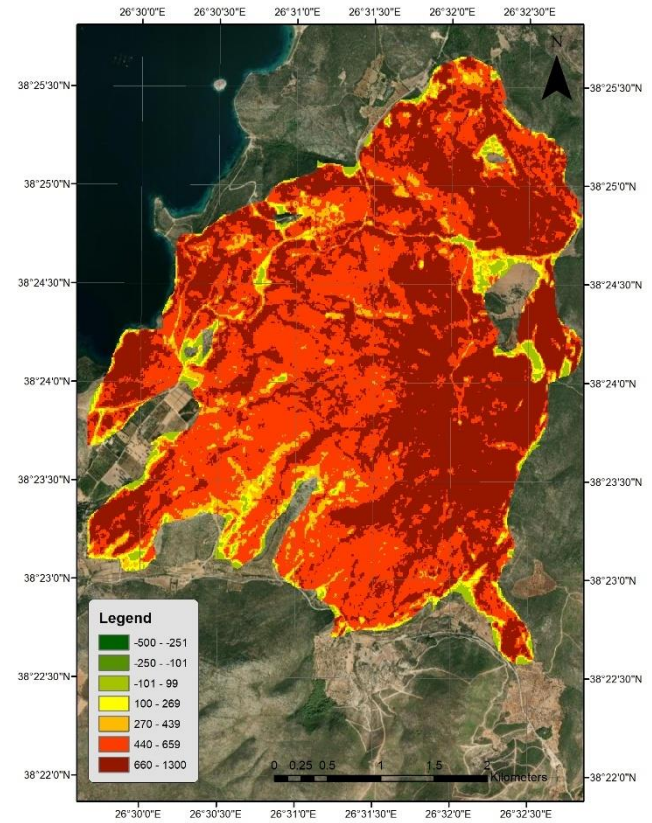 26°30'0"E 26°30'30"E 26°31'0"E 26°31'30"E 26°32'0"E 26°32'30"E
N
38°25'30"N 38°25'30"N
38°25'0"N 38°25'0"N
38°24'30"N 38°24'30"N
38°24'0"N 38°24'0"N
38°23'30"N 38°23'30"N
38°23'0"N 38°23'0"N
Legend
-500 - -251
-250 - -101
-101 - 99
100 - 269
270 - 439
440 - 659
660 - 1300
38°22'30"N 38°22'30"N
0 0.25 0.5 1 1.5 2
Kilometers
38°22'0"N 38°22'0"N
26°30'0"E 26°30'30"E 26°31'0"E 26°31'30"E 26°32'0"E 26°32'30"E